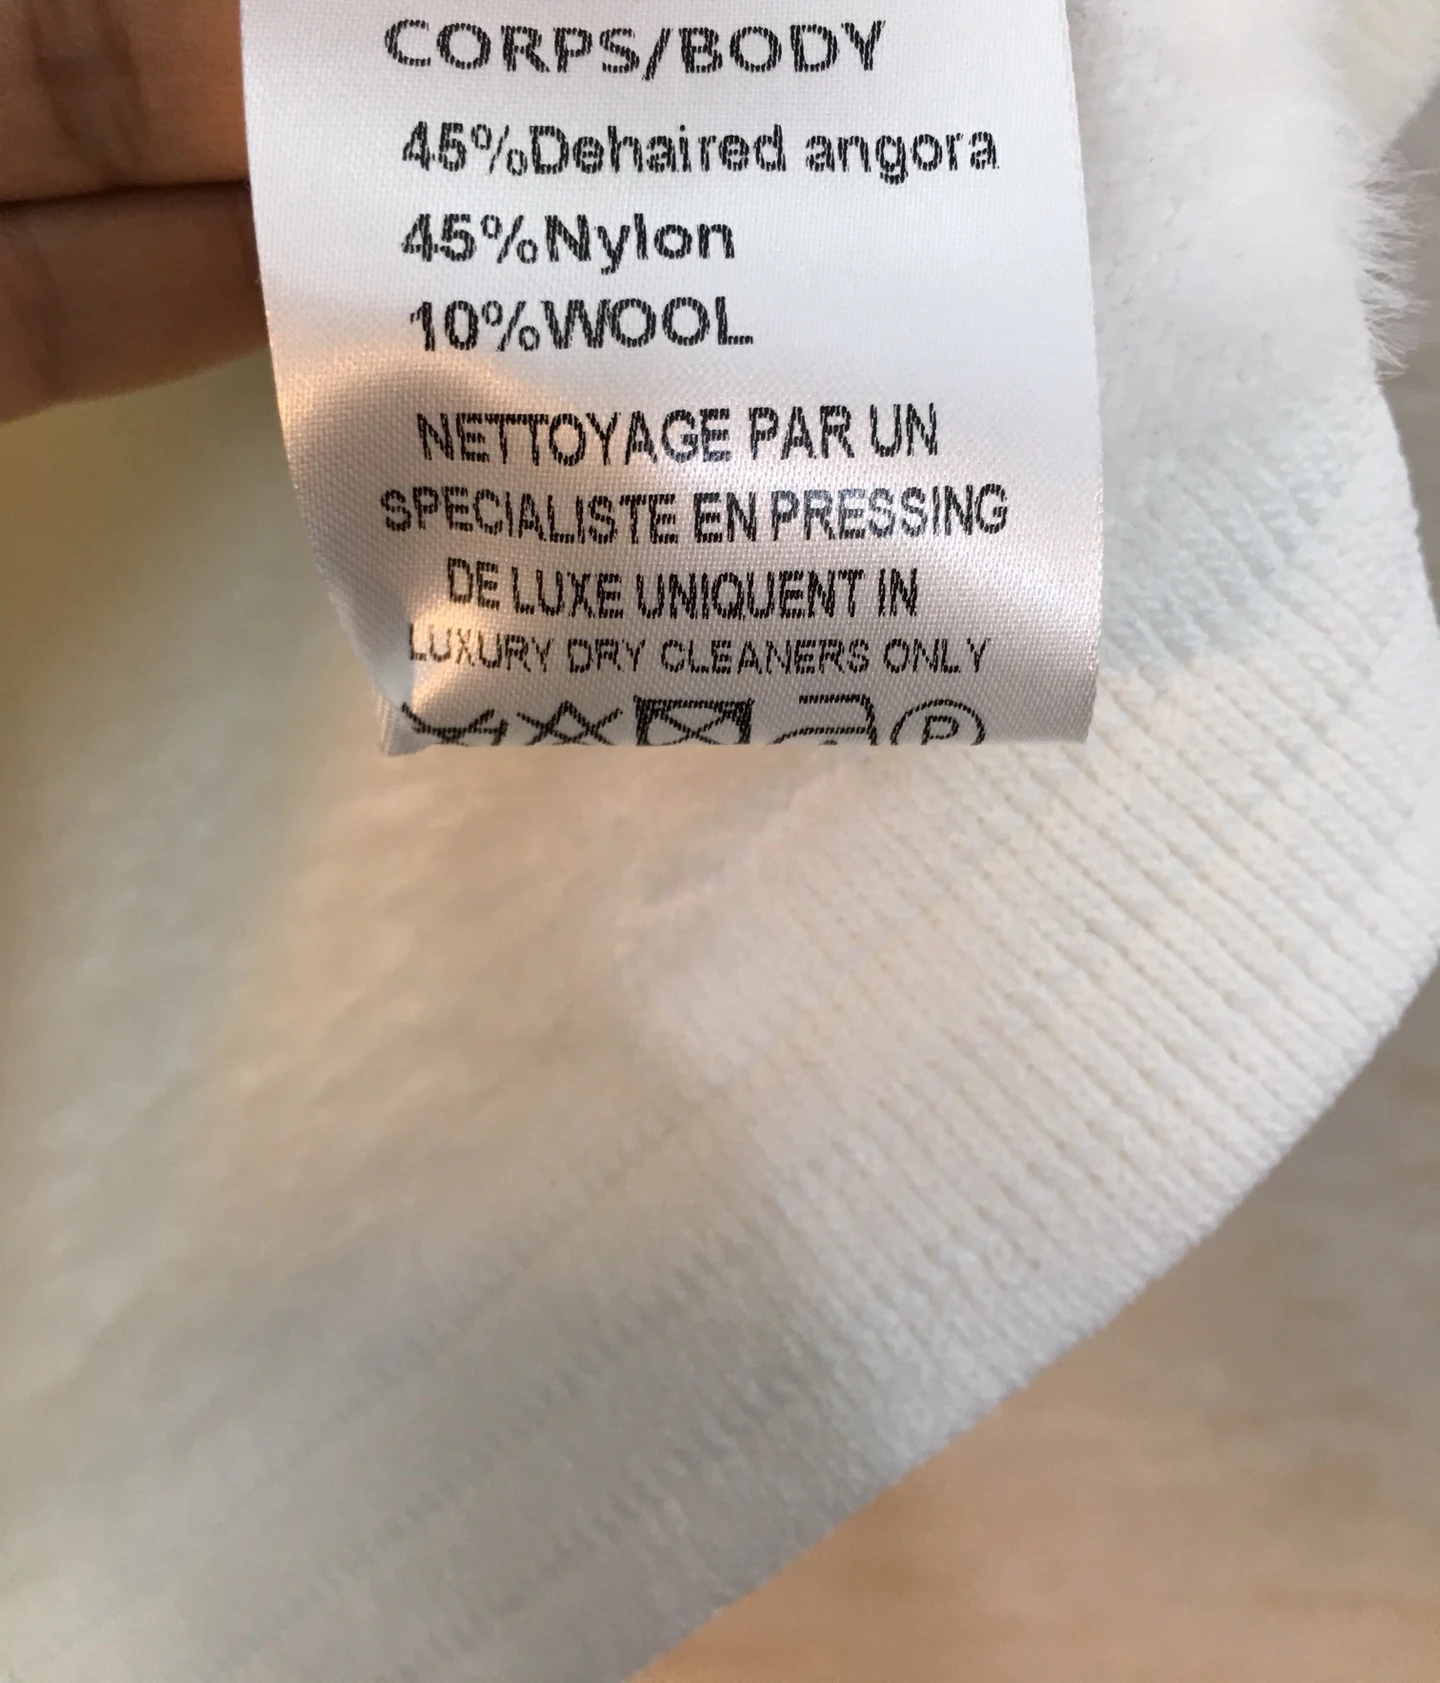 CORPS/BODY
45%Dehaired angora
45%Nylon
10%WOOL
NETTOYAGE PAR UN
SPECIALISTE EN PRESSING
DE LUXE UNIQUENT IN
LUXURY DRY CLEANERS ONLY
P